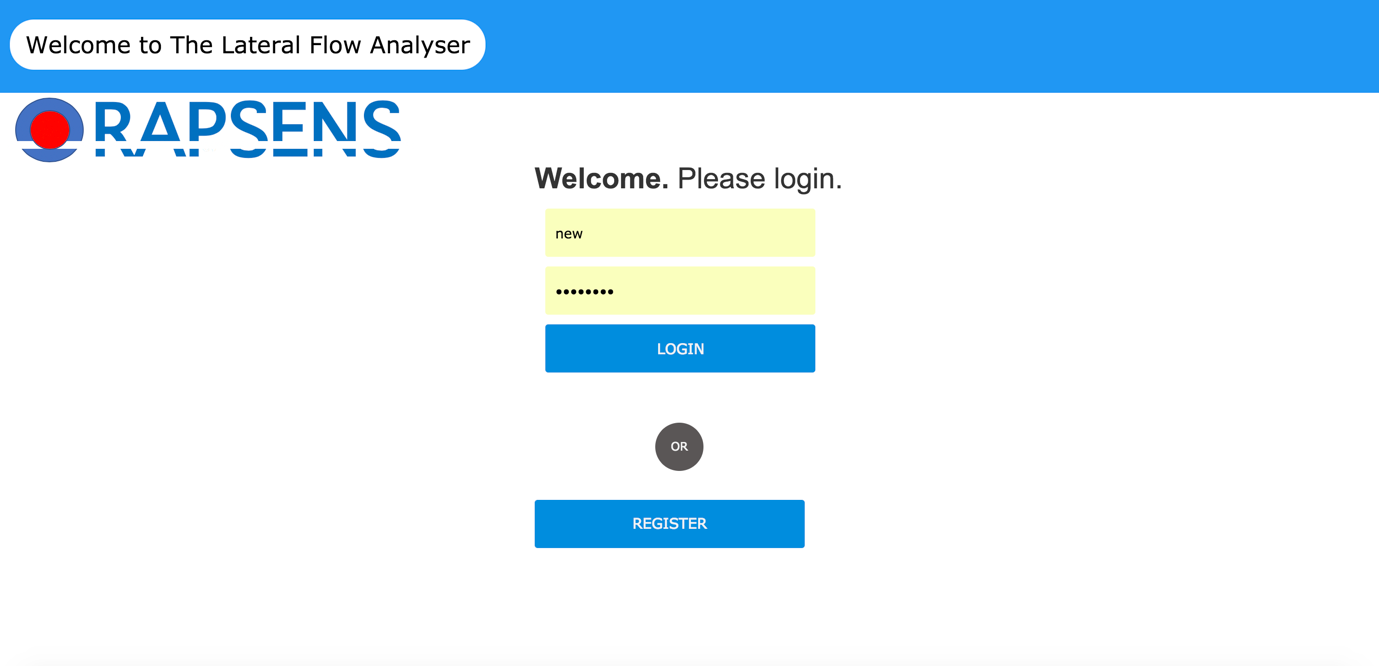 Welcome to The Lateral Flow Analyser
RAPSENS
Welcome. Please login.
new
••••••••
LOGIN
OR
REGISTER